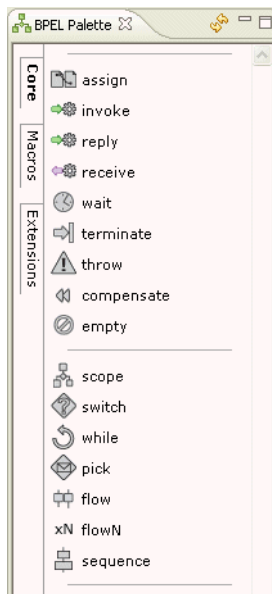 BPEL Palette
Core
Macros
Extensions
assign
invoke
reply
receive
wait
terminate
throw
compensate
empty
scope
switch
while
pick
flow
xN flowN
sequence